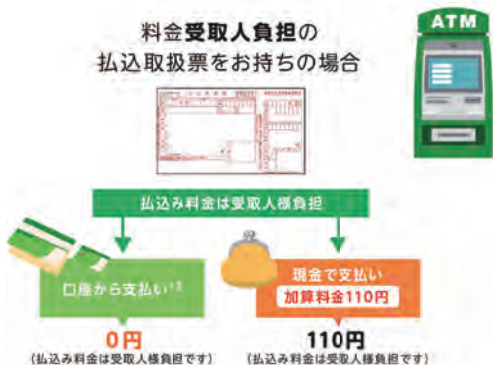 ATM
料金受取人負担の
払込取扱票をお持ちの場合
払込み料金は受取人様負担
口座から支払い
現金で支払い
加算料金110円
0円
(払込み料金は受取人様負担です)
110円
(払込み料金は受取人様負担です)